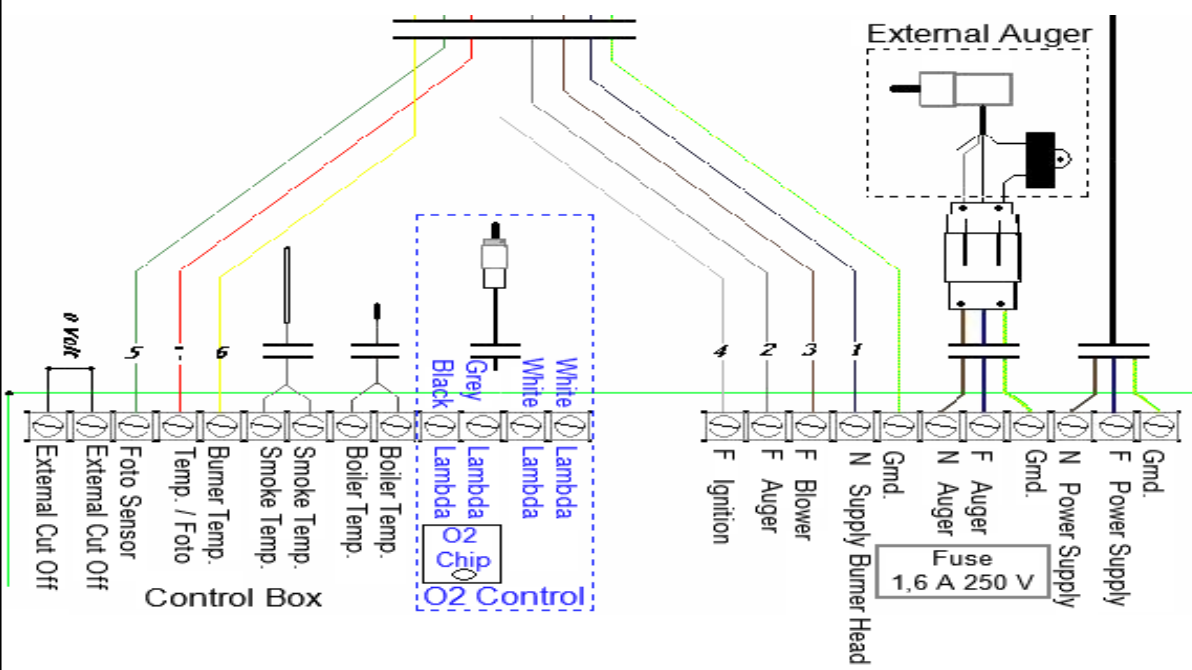 External Auger
0 Volt
5
-
6
4
2
3
1
Black
Grey
White
White
External Cut Off
External Cut Off
Foto Sensor
Temp. / Foto
Burner Temp.
Smoke Temp.
Smoke Temp.
Boiler Temp.
Boiler Temp.
Lambda
Lambda
Lambda
Lambda
F Ignition
F Auger
F Blower
N Supply Burner Head
Grnd.
N Auger
F Auger
Grnd.
N Power Supply
F Power Supply
Grnd.
O2
Chip
Fuse
1,6 A 250 V
Control Box
O2 Control